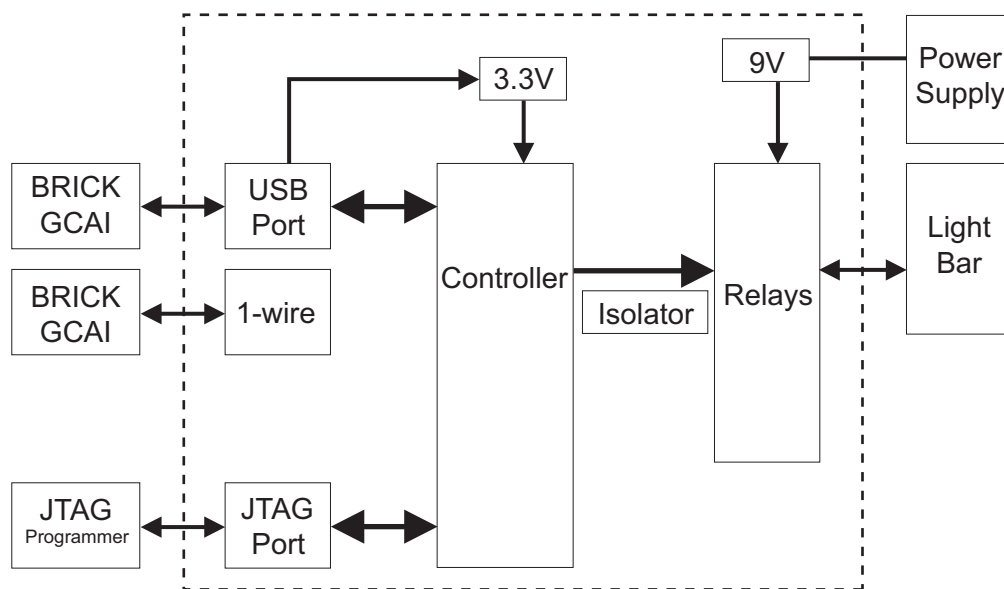 3.3V
9V
Power
Supply
BRICK
GCAI
USB
Port
Light
Bar
Controller
Relays
Isolator
BRICK
GCAI
1-wire
JTAG
Programmer
JTAG
Port